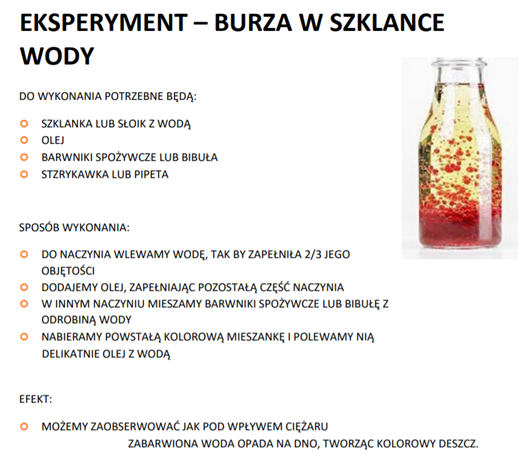 EKSPERYMENT – BURZA W SZKLANCE
WODY
DO WYKONANIA POTRZEBNE BĘDĄ:
SZKLANKA LUB SŁOIK Z WODĄ
OLEJ
BARWNIKI SPOŻYWCZE LUB BIBUŁA
STZRYKAWKA LUB PIPETA
SPOSÓB WYKONANIA:
DO NACZYNIA WLEWAMY WODĘ, TAK BY ZAPEŁNIŁA 2/3 JEGO
OBJĘTOŚCI
DODAJEMY OLEJ, ZAPEŁNIAJĄC POZOSTAŁĄ CZĘŚĆ NACZYNIA
W INNYM NACZYNIU MIESZAMY BARWNIKI SPOŻYWCZE LUB BIBUŁĘ Z
ODROBINĄ WODY
NABIERAMY POWSTAŁĄ KOLOROWĄ MIESZANKĘ I POLEWAMY NIĄ
DELIKATNIE OLEJ Z WODĄ
EFEKT:
MOŻEMY ZAOBSERWOWAĆ JAK POD WPŁYWEM CIĘŻARU
ZABARWIONA WODA OPADA NA DNO, TWORZĄC KOLOROWY DESZCZ.